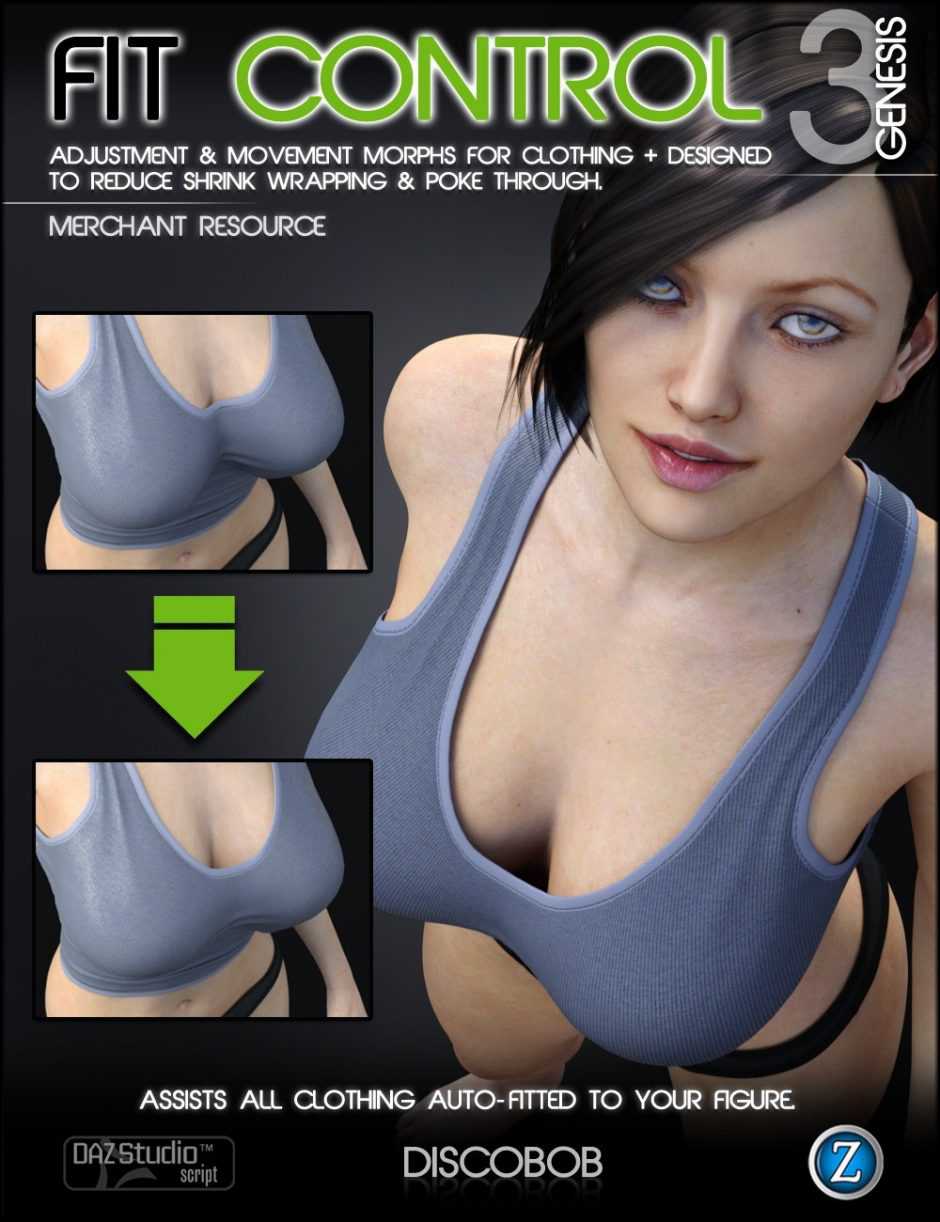 FIT CONTROL
3
GENESIS
ADJUSTMENT & MOVEMENT MORPHS FOR CLOTHING + DESIGNED
TO REDUCE SHRINK WRAPPING & POKE THROUGH.
MERCHANT RESOURCE
ASSISTS ALL CLOTHING AUTO-FITTED TO YOUR FIGURE.
DAZ Studio™
script
DISCOBOB
Z